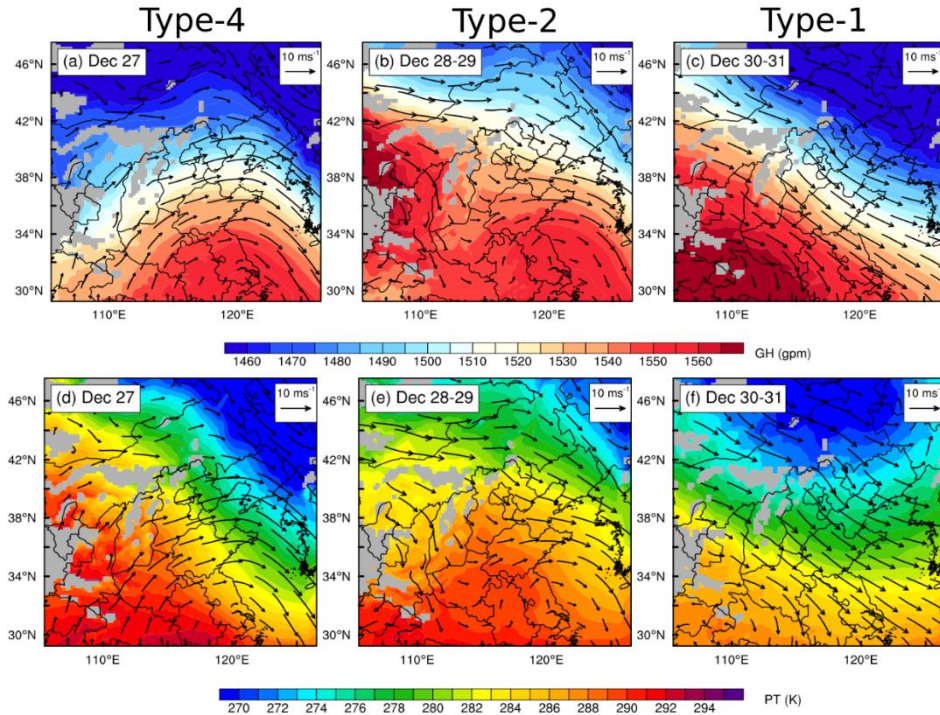 Type-4 Type-2 Type-1
(a) Dec 27 10 ms⁻¹ (b) Dec 28-29 10 ms⁻¹ (c) Dec 30-31 10 ms⁻¹
46°N 46°N 46°N
42°N 42°N 42°N
38°N 38°N 38°N
34°N 34°N 34°N
30°N 30°N 30°N
110°E 120°E 110°E 120°E 110°E 120°E
1460 1470 1480 1490 1500 1510 1520 1530 1540 1550 1560 GH (gpm)
(d) Dec 27 10 ms⁻¹ (e) Dec 28-29 10 ms⁻¹ (f) Dec 30-31 10 ms⁻¹
46°N 46°N 46°N
42°N 42°N 42°N
38°N 38°N 38°N
34°N 34°N 34°N
30°N 30°N 30°N
110°E 120°E 110°E 120°E 110°E 120°E
270 272 274 276 278 280 282 284 286 288 290 292 294 PT (K)